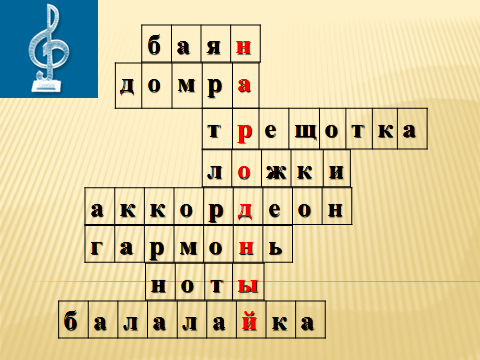 баян
домра
трещотка
ложки
аккордеон
гармонь
ноты
балалайка